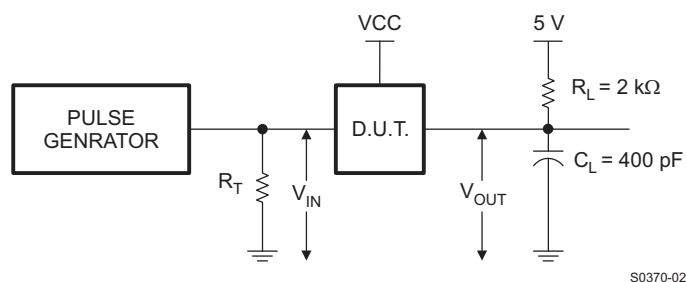 VCC
5 V
R_L = 2 kΩ
PULSE
GENRATOR
D.U.T.
C_L = 400 pF
R_T
V_IN
V_OUT
S0370-02